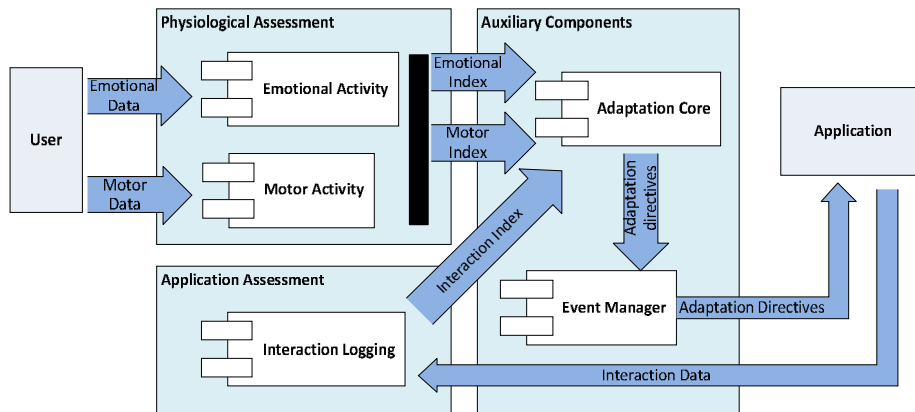 Physiological Assessment
Auxiliary Components
User
Emotional
Data
Motor
Data
Emotional Activity
Motor Activity
Emotional
Index
Motor
Index
Adaptation Core
Application
Adaptation
directives
Application Assessment
Interaction Index
Interaction Logging
Event Manager
Adaptation Directives
Interaction Data